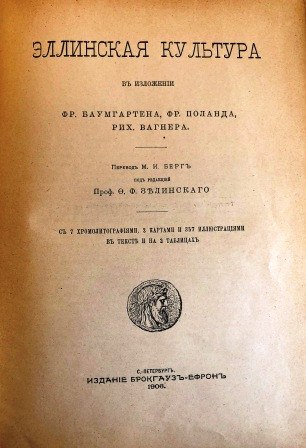 ЭЛЛИНСКАЯ КУЛЬТУРА
ВЪ ИЗЛОЖЕНІИ
ФР. БАУМГАРТЕНА, ФР. ПОЛАНДА,
РИХ. ВАГНЕРА.
Переводъ М. И. БЕРГЪ
ПОДЪ РЕДАКЦІЕЙ
Проф. Ѳ. Ф. ЗѢЛИНСКАГО
СЪ 7 ХРОМОЛИТОГРАФІЯМИ, 2 КАРТАМИ И ИЛЛЮСТРАЦІЯМИ
ВЪ ТЕКСТѢ И НА 2 ТАБЛИЦАХЪ
С.-ПЕТЕРБУРГЪ.
ИЗДАНІЕ БРОКГАУЗЪ-ЕФРОНЪ
1906.